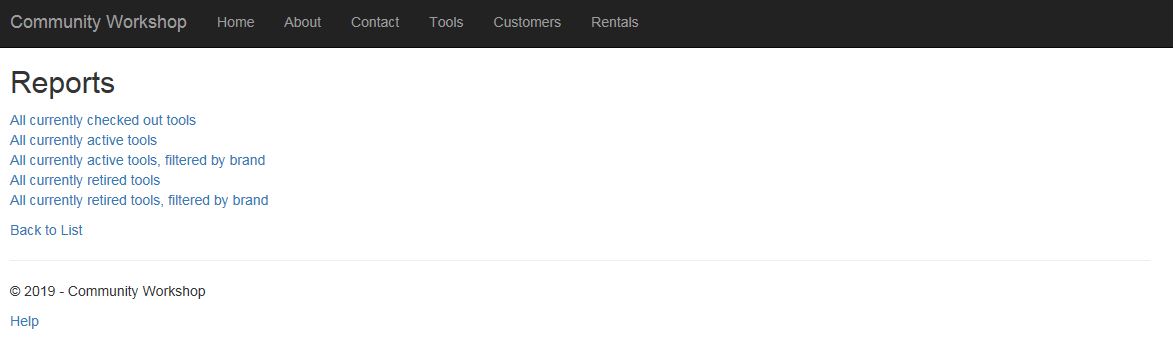 Community Workshop Home About Contact Tools Customers Rentals
Reports
All currently checked out tools
All currently active tools
All currently active tools, filtered by brand
All currently retired tools
All currently retired tools, filtered by brand
Back to List
© 2019 - Community Workshop
Help